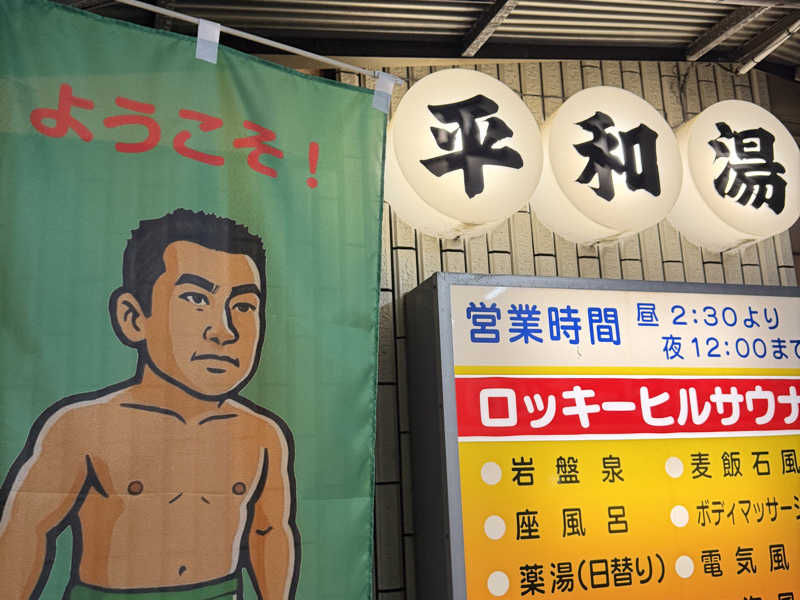 ようこそ!
平和湯
営業時間 昼 2:30より
夜12:00まで
ロッキーヒルサウナ
岩盤泉
麦飯石風
座風呂
ボディマッサージ
薬湯(日替り)
電気風